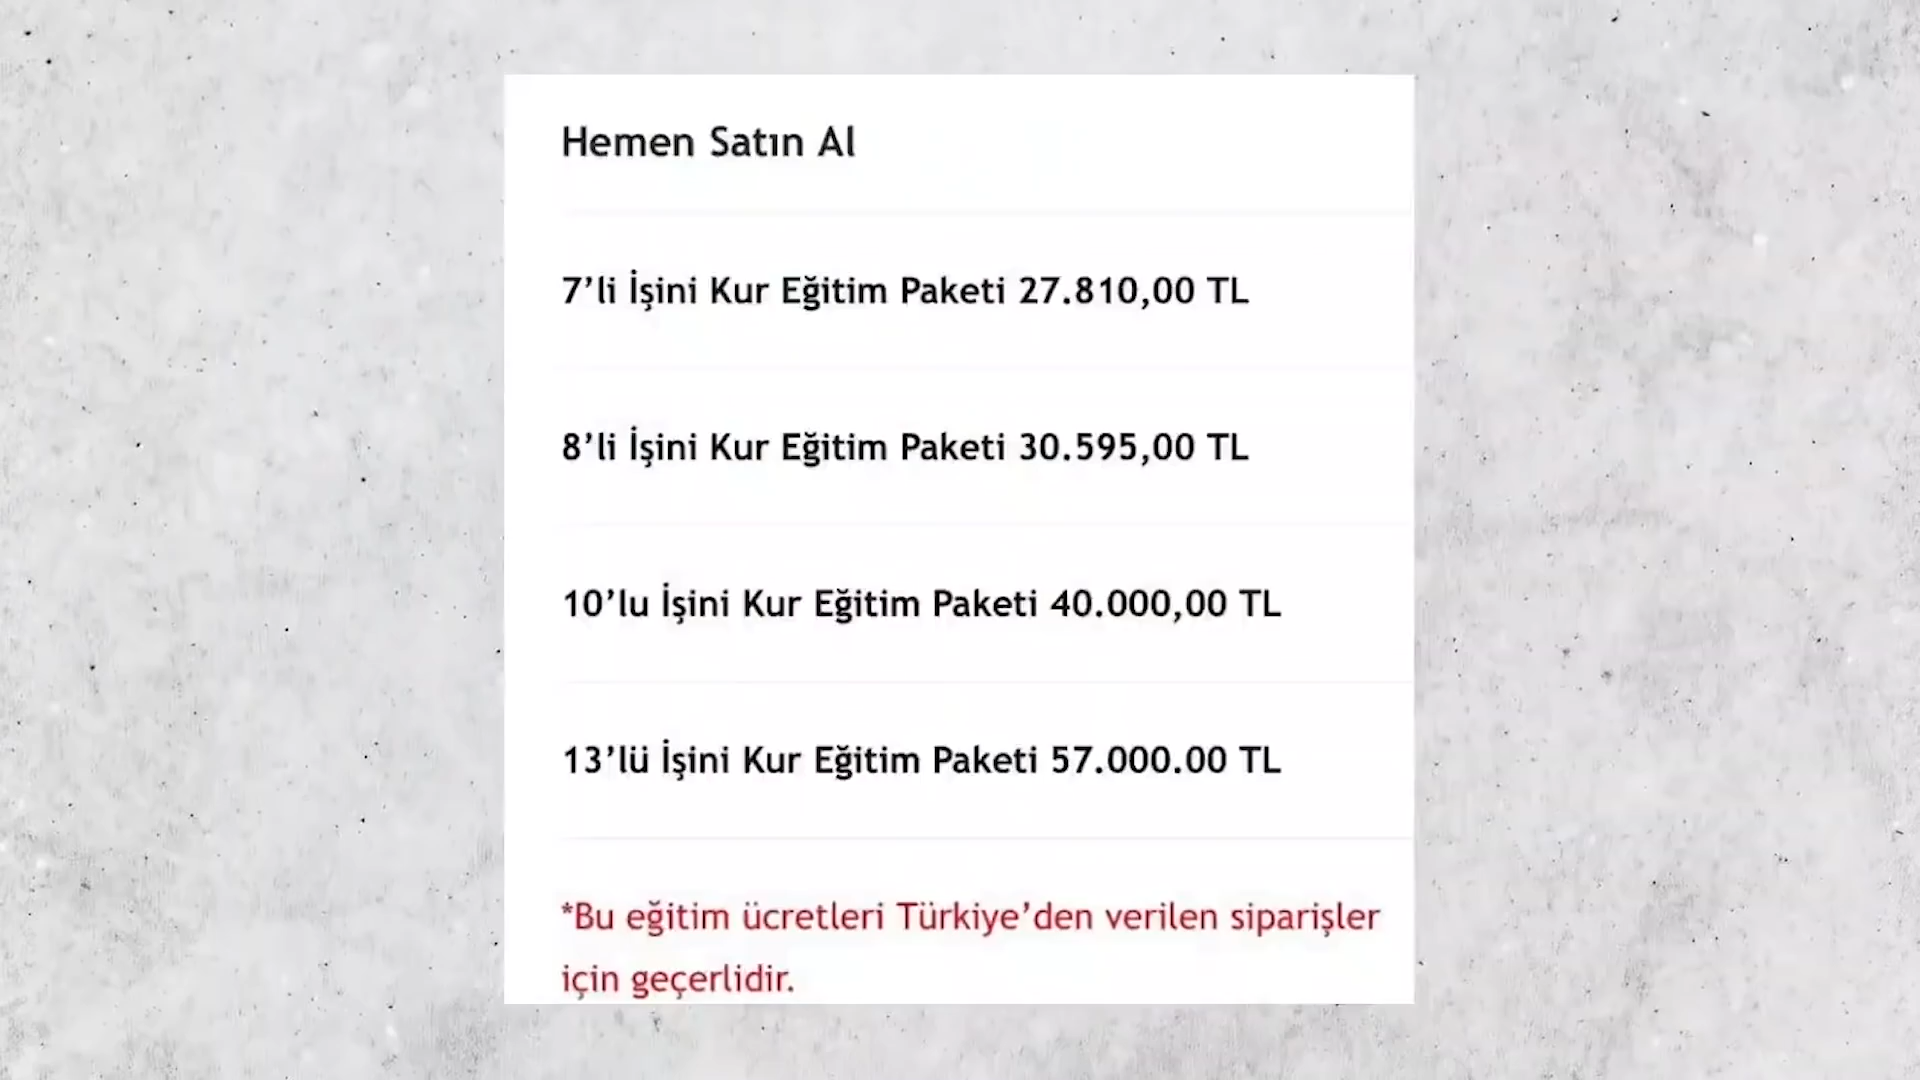 Hemen Satın Al
7’li İşini Kur Eğitim Paketi 27.810,00 TL
8’li İşini Kur Eğitim Paketi 30.595,00 TL
10’lu İşini Kur Eğitim Paketi 40.000,00 TL
13’lü İşini Kur Eğitim Paketi 57.000.00 TL
*Bu eğitim ücretleri Türkiye’den verilen siparişler
için geçerlidir.